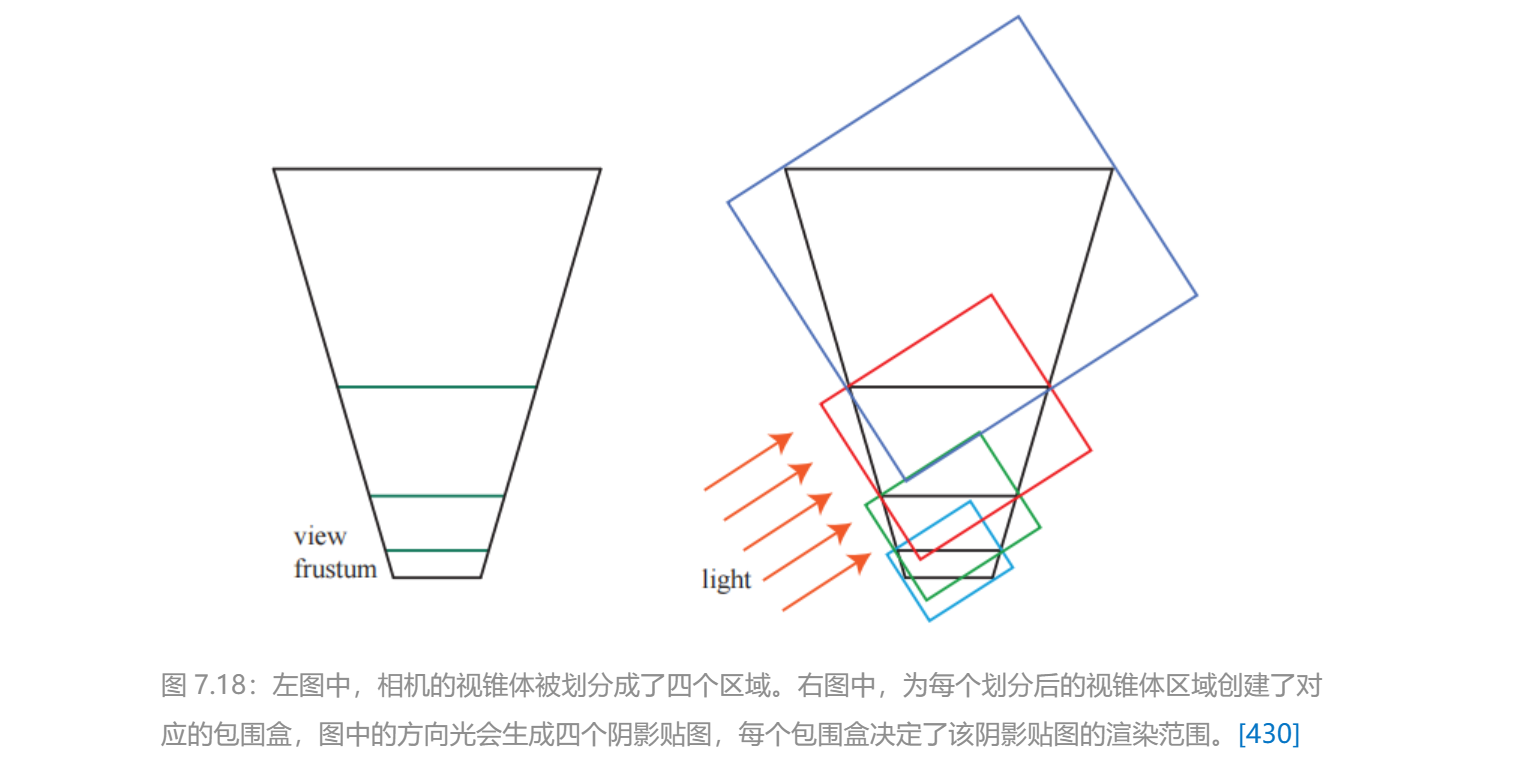 view
frustum
light
图 7.18：左图中，相机的视锥体被划分成了四个区域。右图中，为每个划分后的视锥体区域创建了对
应的包围盒，图中的方向光会生成四个阴影贴图，每个包围盒决定了该阴影贴图的渲染范围。[430]